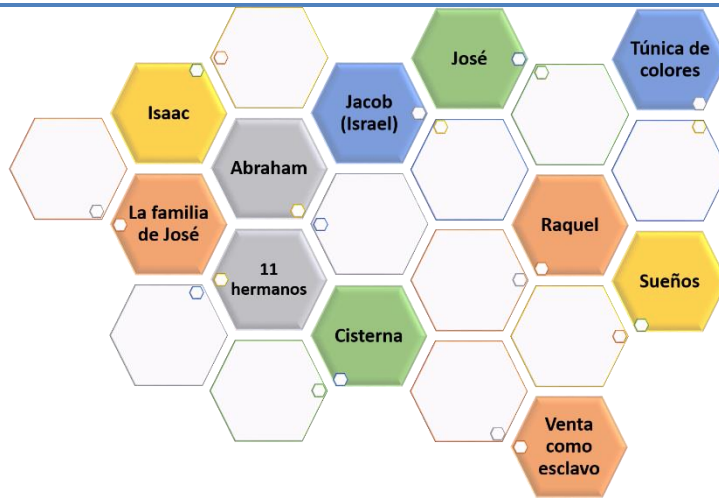 José
Túnica de
colores
Isaac
Jacob
(Israel)
Abraham
La familia
de José
Raquel
11
hermanos
Sueños
Cisterna
Venta
como
esclavo